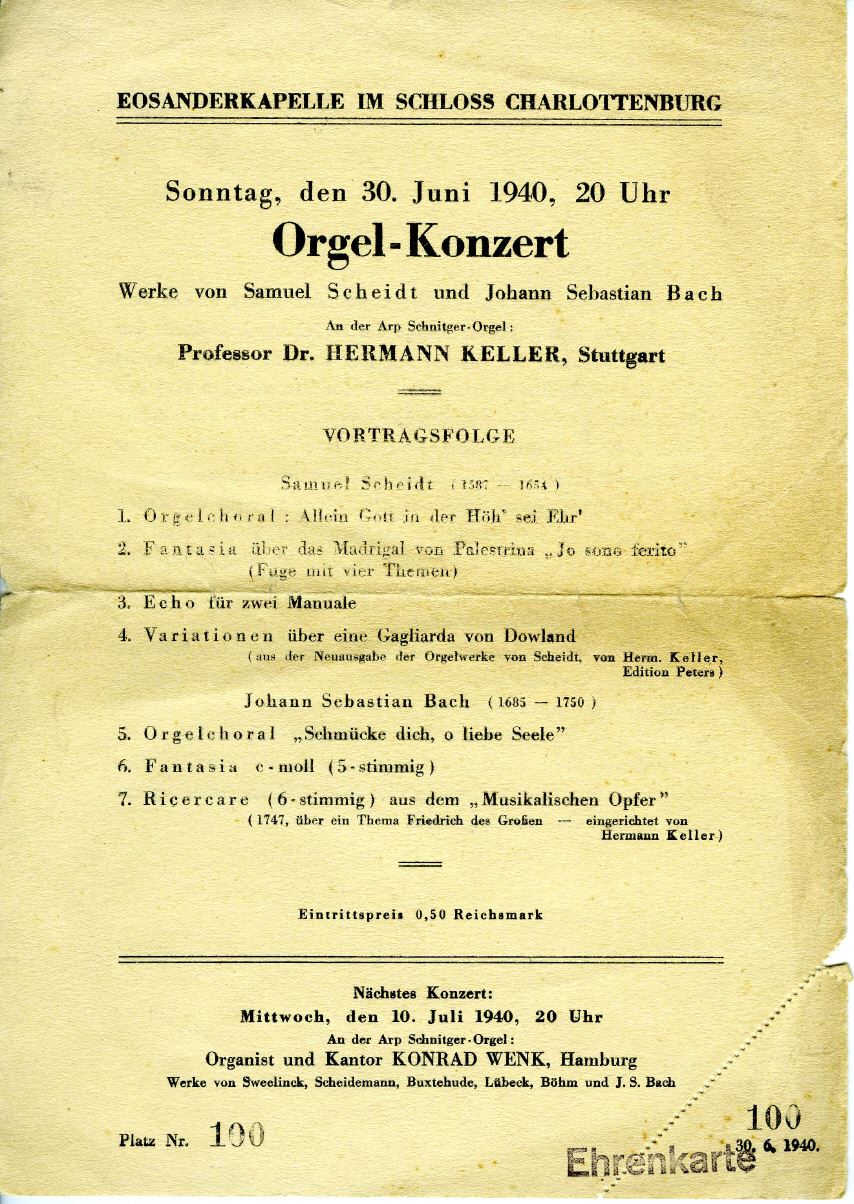 EOSANDERKAPELLE IM SCHLOSS CHARLOTTENBURG
Sonntag, den 30. Juni 1940, 20 Uhr
Orgel-Konzert
Werke von Samuel Scheidt und Johann Sebastian Bach
An der Arp Schnitger-Orgel:
Professor Dr. HERMANN KELLER, Stuttgart
VORTRAGSFOLGE
Samuel Scheidt (1587 — 1654)
1. Orgelchoral: Allein Gott in der Höh' sei Ehr'
2. Fantasia über das Madrigal von Palestrina „Jo sono ferito"
(Fuge mit vier Themen)
3. Echo für zwei Manuale
4. Variationen über eine Gagliarda von Dowland
(aus der Neuausgabe der Orgelwerke von Scheidt, von Herm. Keller,
Edition Peters)
Johann Sebastian Bach (1685 — 1750)
5. Orgelchoral „Schmücke dich, o liebe Seele"
6. Fantasia c-moll (5-stimmig)
7. Ricercare (6-stimmig) aus dem „Musikalischen Opfer"
(1747, über ein Thema Friedrich des Großen — eingerichtet von
Hermann Keller)
Eintrittspreis 0,50 Reichsmark
Nächstes Konzert:
Mittwoch, den 10. Juli 1940, 20 Uhr
An der Arp Schnitger-Orgel:
Organist und Kantor KONRAD WENK, Hamburg
Werke von Sweelinck, Scheidemann, Buxtehude, Lübeck, Böhm und J. S. Bach
Platz Nr. 100
100
30. 6. 1940.
Ehrenkarte